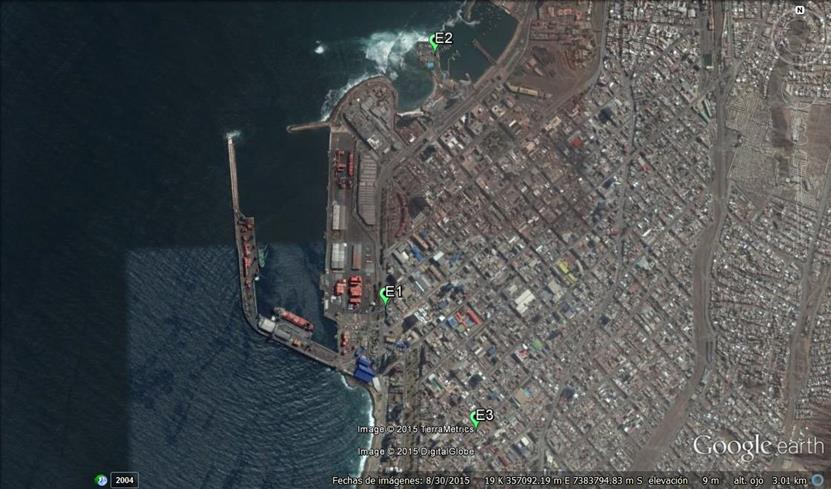 N
E2
E1
E3
Image © 2015 TerraMetrics
Image © 2015 DigitalGlobe
Google earth
2004
Fechas de imágenes: 8/30/2015 19 K 357092.19 m E 7383794.83 m S elevación 9 m alt. ojo 3.01 km